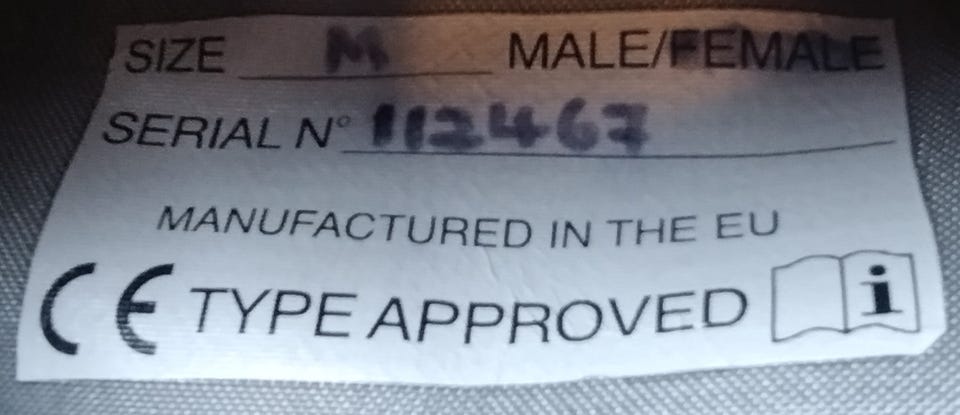 SIZE M MALE/FEMALE
SERIAL N° 112467
MANUFACTURED IN THE EU
CE TYPE APPROVED i